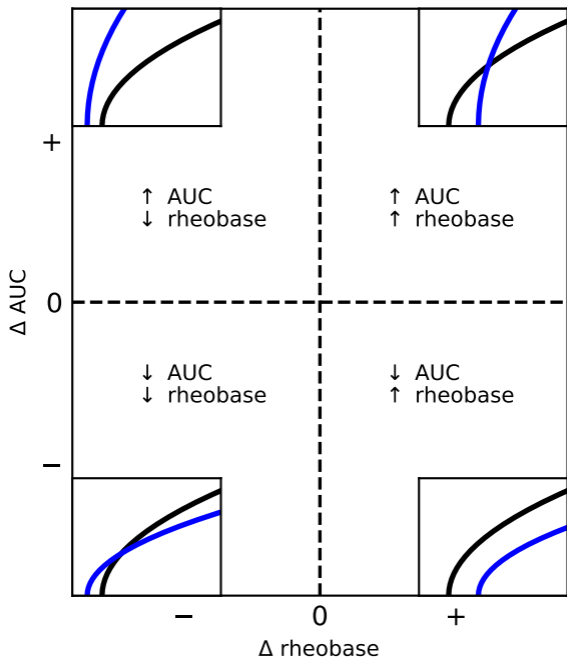 +
↑ AUC
↓ rheobase
↑ AUC
↑ rheobase
Δ AUC
0
↓ AUC
↓ rheobase
↓ AUC
↑ rheobase
−
− 0 +
Δ rheobase